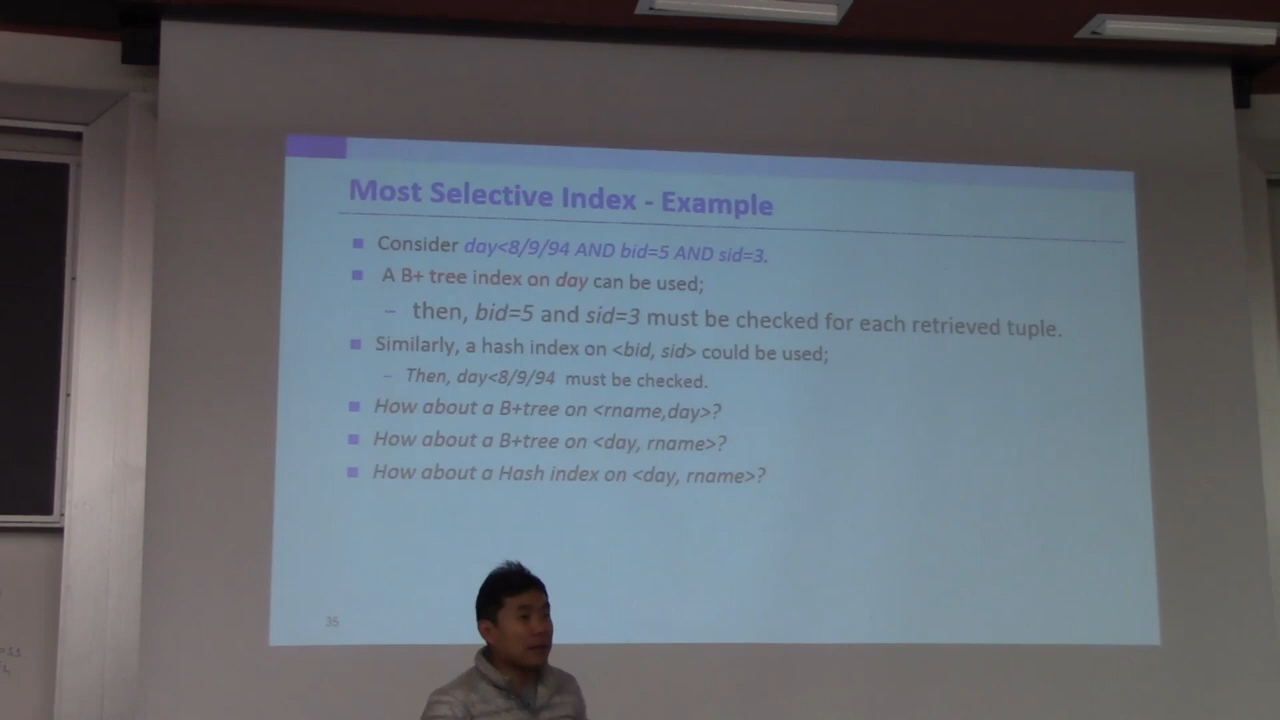 Most Selective Index - Example
Consider day<8/9/94 AND bid=5 AND sid=3.
A B+ tree index on day can be used;
– then, bid=5 and sid=3 must be checked for each retrieved tuple.
Similarly, a hash index on <bid, sid> could be used;
– Then, day<8/9/94 must be checked.
How about a B+tree on <rname,day>?
How about a B+tree on <day, rname>?
How about a Hash index on <day, rname>?
35